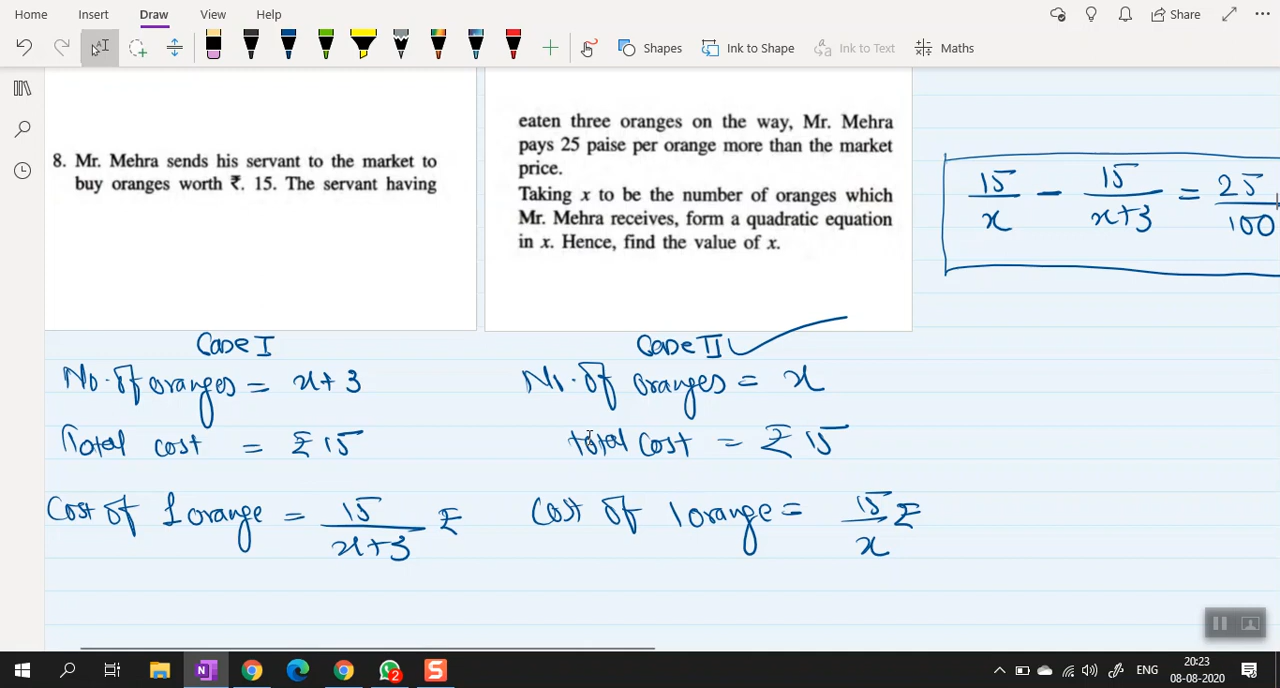 Home Insert Draw View Help
Share
Shapes Ink to Shape Ink to Text Maths
8. Mr. Mehra sends his servant to the market to
buy oranges worth ₹. 15. The servant having
eaten three oranges on the way, Mr. Mehra
pays 25 paise per orange more than the market
price.
Taking x to be the number of oranges which
Mr. Mehra receives, form a quadratic equation
in x. Hence, find the value of x.
15/x - 15/x+3 = 25/100
Case I
No. of oranges = x+3
Total cost = ₹ 15
Cost of 1 orange = 15/x+3 ₹
Case II
No. of oranges = x
total cost = ₹ 15
Cost of 1 orange = 15/x ₹
2
ENG
20:23
08-08-2020